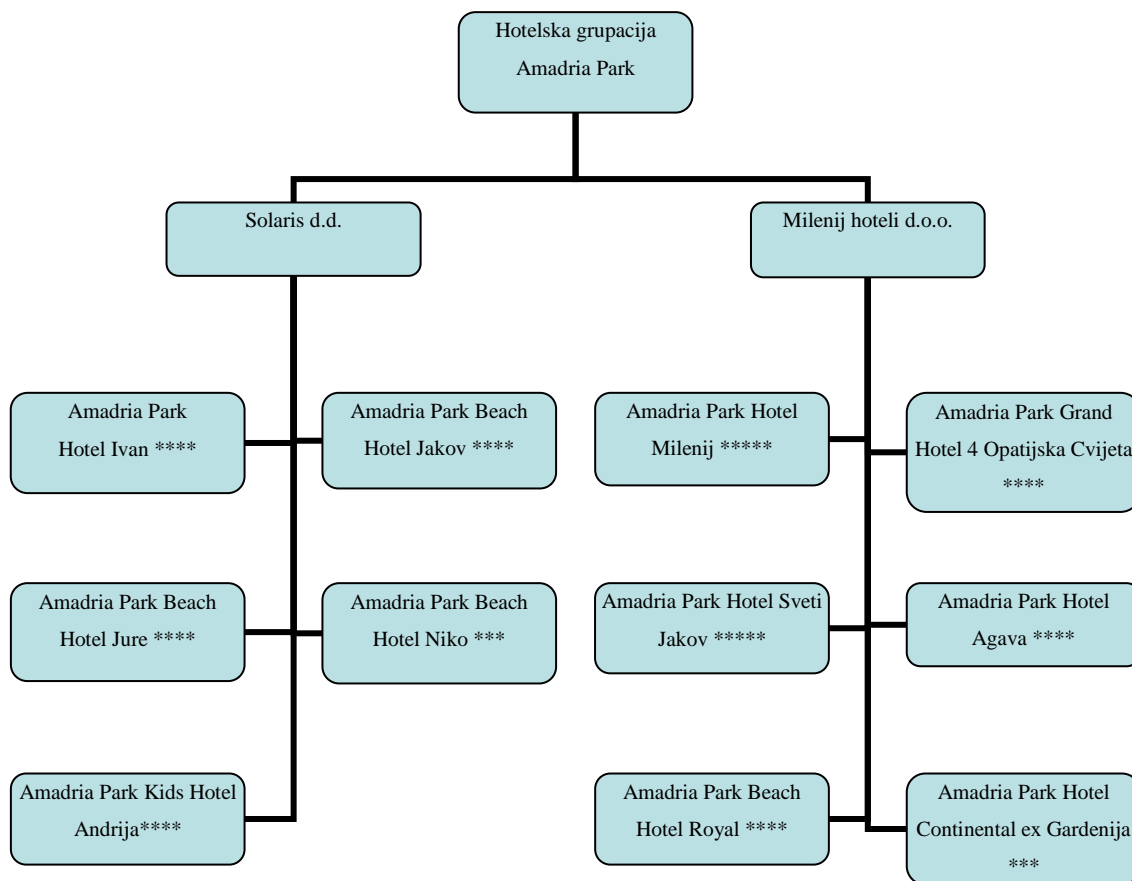 Hotelska grupacija
Amadria Park
Solaris d.d.
Milenij hoteli d.o.o.
Amadria Park
Hotel Ivan ****
Amadria Park Beach
Hotel Jakov ****
Amadria Park Hotel
Milenij *****
Amadria Park Grand
Hotel 4 Opatijska Cvijeta
****
Amadria Park Beach
Hotel Jure ****
Amadria Park Beach
Hotel Niko ***
Amadria Park Hotel Sveti
Jakov *****
Amadria Park Hotel
Agava ****
Amadria Park Kids Hotel
Andrija****
Amadria Park Beach
Hotel Royal ****
Amadria Park Hotel
Continental ex Gardenija
***